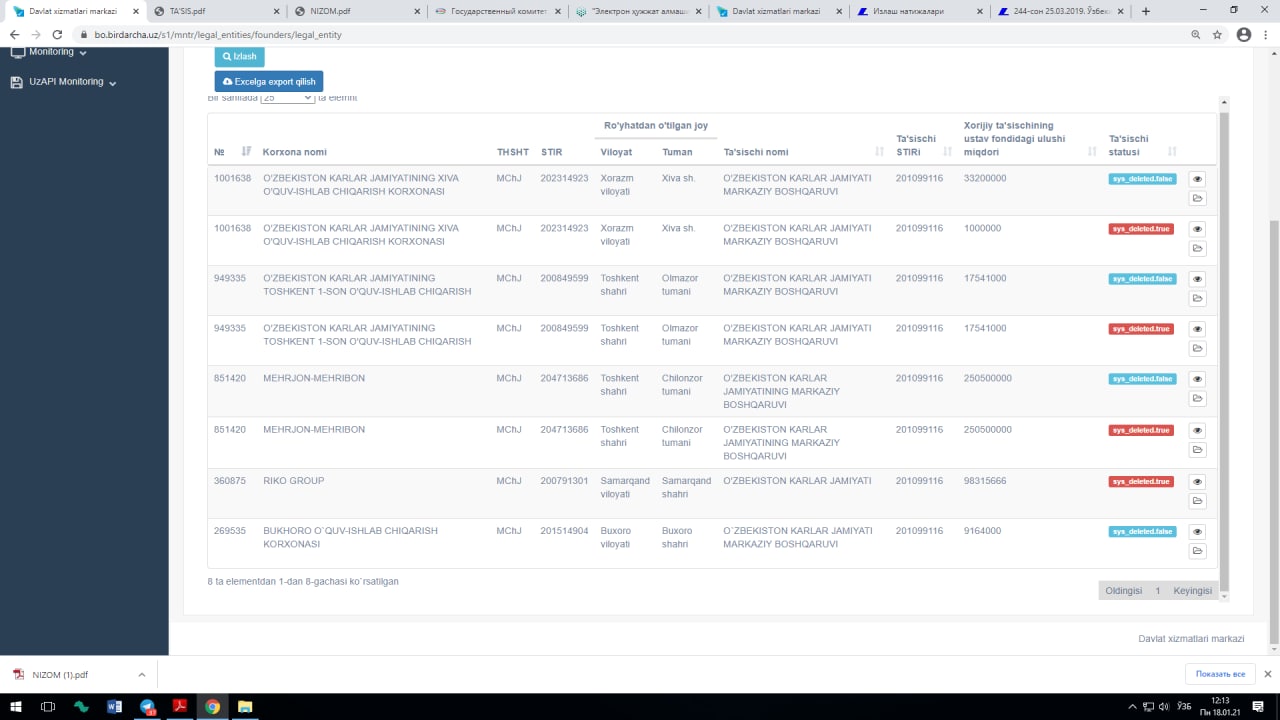 Davlat xizmatlari markazi
TA'SIS.pdf
NIZOM.pdf
Государственный комитет
"Электрон ҳужжат алмаши
Davlat xizmatlari markazi
Излаш натижалари
244-сон 25.03.2019. Ўзбек
bo.birdarcha.uz/s1/mntr/legal_entities/founders/legal_entity
Monitoring
UzAPI Monitoring
Izlash
Excelga export qilish
Bir sahifada 25 ta elemnt
Ro'yhatdan o'tilgan joy
№ Korxona nomi THSHT STIR Viloyat Tuman Ta'sischi nomi Ta'sischi STIRi Xorijiy ta'sischining ustav fondidagi ulushi miqdori Ta'sischi statusi
1001638 O'ZBEKISTON KARLAR JAMIYATINING XIVA MChJ 202314923 Xorazm Xiva sh. O'ZBEKISTON KARLAR JAMIYATI 201099116 33200000 sys_deleted.false
O'QUV-ISHLAB CHIQARISH KORXONASI viloyati MARKAZIY BOSHQARUVI
1001638 O'ZBEKISTON KARLAR JAMIYATINING XIVA MChJ 202314923 Xorazm Xiva sh. O'ZBEKISTON KARLAR JAMIYATI 201099116 1000000 sys_deleted.true
O'QUV-ISHLAB CHIQARISH KORXONASI viloyati MARKAZIY BOSHQARUVI
949335 O'ZBEKISTON KARLAR JAMIYATINING MChJ 200849599 Toshkent Olmazor O'ZBEKISTON KARLAR JAMIYATI 201099116 17541000 sys_deleted.false
TOSHKENT 1-SON O'QUV-ISHLAB CHIQARISH shahri tumani MARKAZIY BOSHQARUVI
949335 O'ZBEKISTON KARLAR JAMIYATINING MChJ 200849599 Toshkent Olmazor O'ZBEKISTON KARLAR JAMIYATI 201099116 17541000 sys_deleted.true
TOSHKENT 1-SON O'QUV-ISHLAB CHIQARISH shahri tumani MARKAZIY BOSHQARUVI
851420 MEHRJON-MEHRIBON MChJ 204713686 Toshkent Chilonzor O'ZBEKISTON KARLAR 201099116 250500000 sys_deleted.false
shahri tumani JAMIYATINING MARKAZIY
BOSHQARUVI
851420 MEHRJON-MEHRIBON MChJ 204713686 Toshkent Chilonzor O'ZBEKISTON KARLAR 201099116 250500000 sys_deleted.true
shahri tumani JAMIYATINING MARKAZIY
BOSHQARUVI
360875 RIKO GROUP MChJ 200791301 Samarqand Samarqand O'ZBEKISTON KARLAR JAMIYATI 201099116 98315666 sys_deleted.true
viloyati shahri
269535 BUKHORO O`QUV-ISHLAB CHIQARISH MChJ 201514904 Buxoro Buxoro O`ZBEKISTON KARLAR JAMIYATI 201099116 9164000 sys_deleted.false
KORXONASI viloyati shahri MARKAZIY BOSHQARUVI
8 ta elementdan 1-dan 8-gachasi ko`rsatilgan
Oldingisi 1 Keyingisi
Davlat xizmatlari markazi
NIZOM (1).pdf
Показать все
ЎЗБ
12:13
Пн 18.01.21